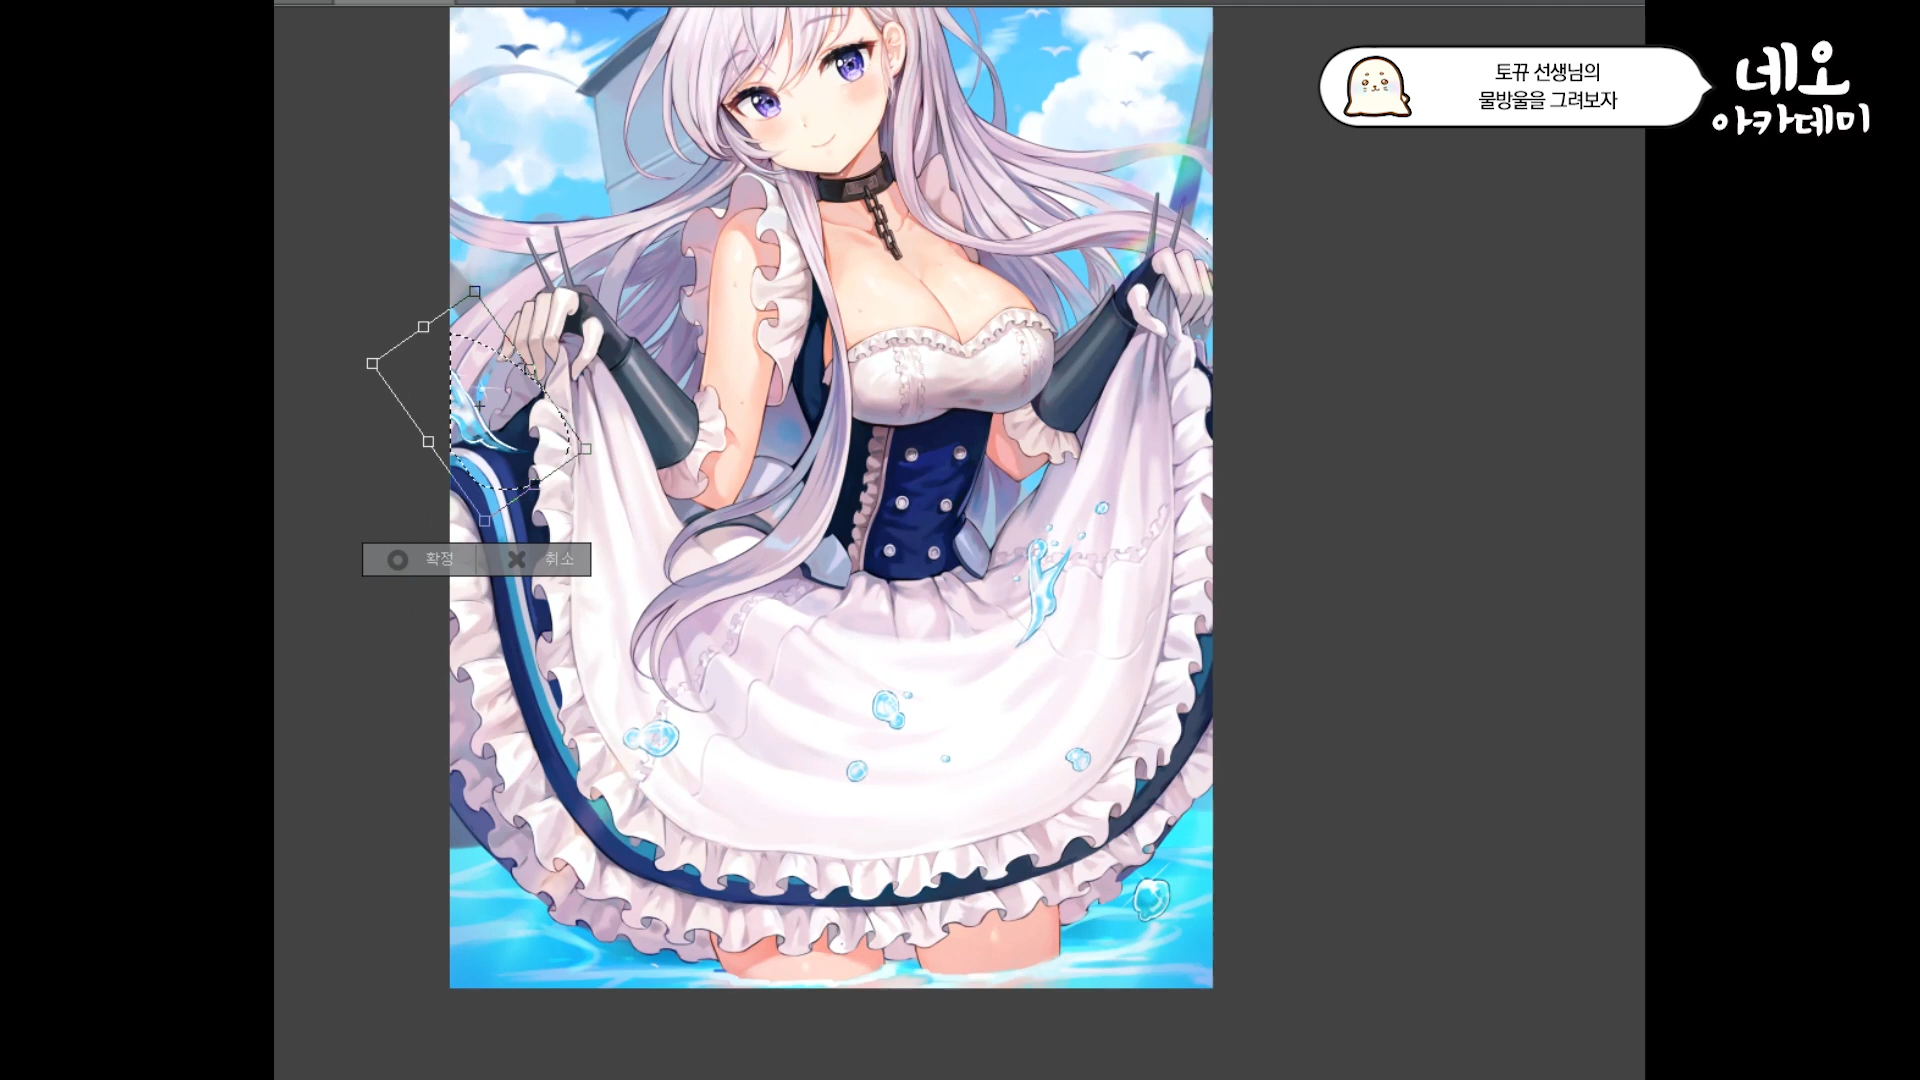 토뀨 선생님의
물방울을 그려보자
네오
아카데미
확정
취소